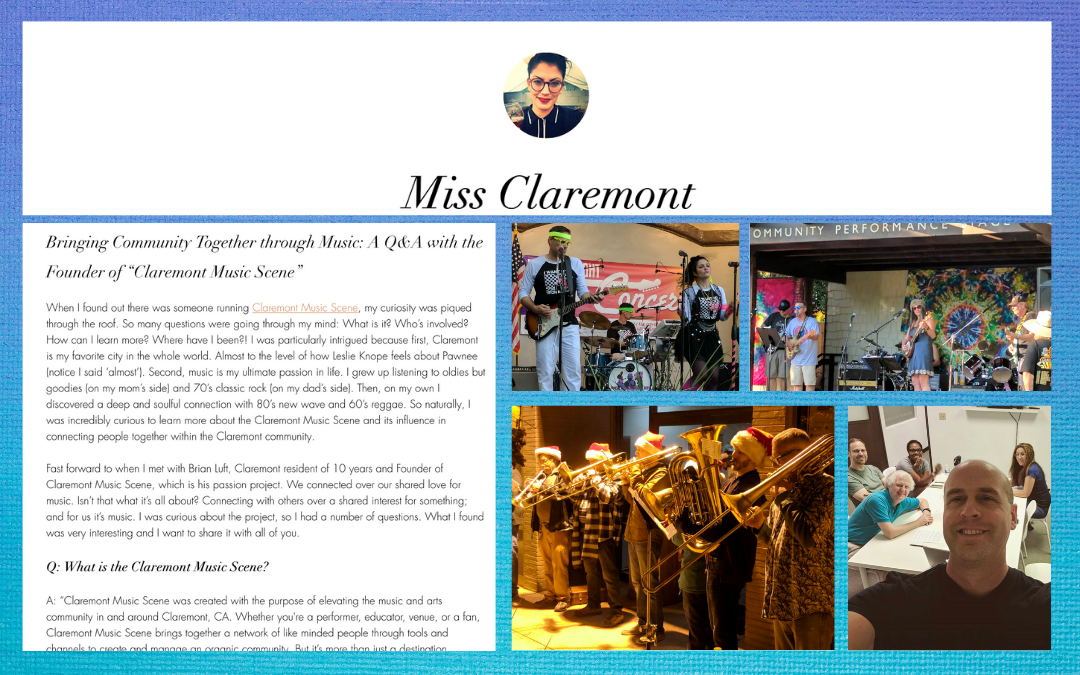 Miss Claremont
Bringing Community Together through Music: A Q&A with the
Founder of “Claremont Music Scene”
When I found out there was someone running Claremont Music Scene, my curiosity was piqued
through the roof. So many questions were going through my mind: What is it? Who’s involved?
How can I learn more? Where have I been?! I was particularly intrigued because first, Claremont
is my favorite city in the whole world. Almost to the level of how Leslie Knope feels about Pawnee
(notice I said ‘almost’). Second, music is my ultimate passion in life. I grew up listening to oldies but
goodies (on my mom’s side) and 70’s classic rock (on my dad’s side). Then, on my own I
discovered a deep and soulful connection with 80’s new wave and 60’s reggae. So naturally, I
was incredibly curious to learn more about the Claremont Music Scene and its influence in
connecting people together within the Claremont community.
Fast forward to when I met with Brian Luft, Claremont resident of 10 years and Founder of
Claremont Music Scene, which is his passion project. We connected over our shared love for
music. Isn’t that what it’s all about? Connecting with others over a shared interest for something;
and for us it’s music. I was curious about the project, so I had a number of questions. What I found
was very interesting and I want to share it with all of you.
Q: What is the Claremont Music Scene?
A: “Claremont Music Scene was created with the purpose of elevating the music and arts
community in and around Claremont, CA. Whether you’re a performer, educator, venue, or a fan,
Claremont Music Scene brings together a network of like minded people through tools and
channels to create and manage an organic community. But it’s more than just a destination
OMMUNITY PERFORMANCE